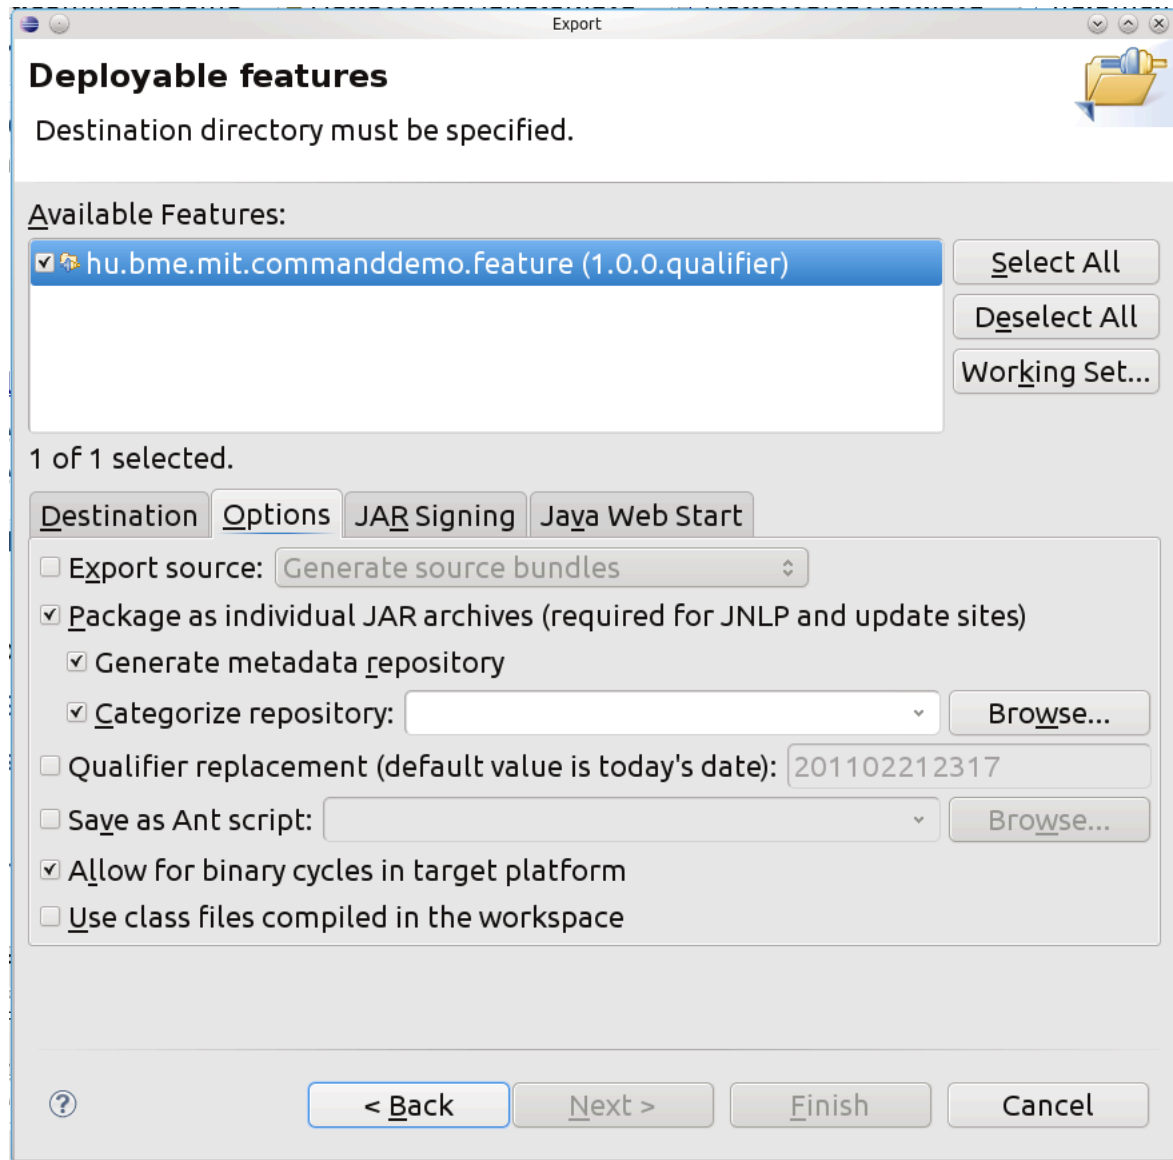 Export
Deployable features
Destination directory must be specified.
Available Features:
hu.bme.mit.commanddemo.feature (1.0.0.qualifier)
Select All
Deselect All
Working Set...
1 of 1 selected.
Destination Options JAR Signing Java Web Start
Export source: Generate source bundles
Package as individual JAR archives (required for JNLP and update sites)
Generate metadata repository
Categorize repository: Browse...
Qualifier replacement (default value is today's date): 201102212317
Save as Ant script: Browse...
Allow for binary cycles in target platform
Use class files compiled in the workspace
? < Back Next > Finish Cancel